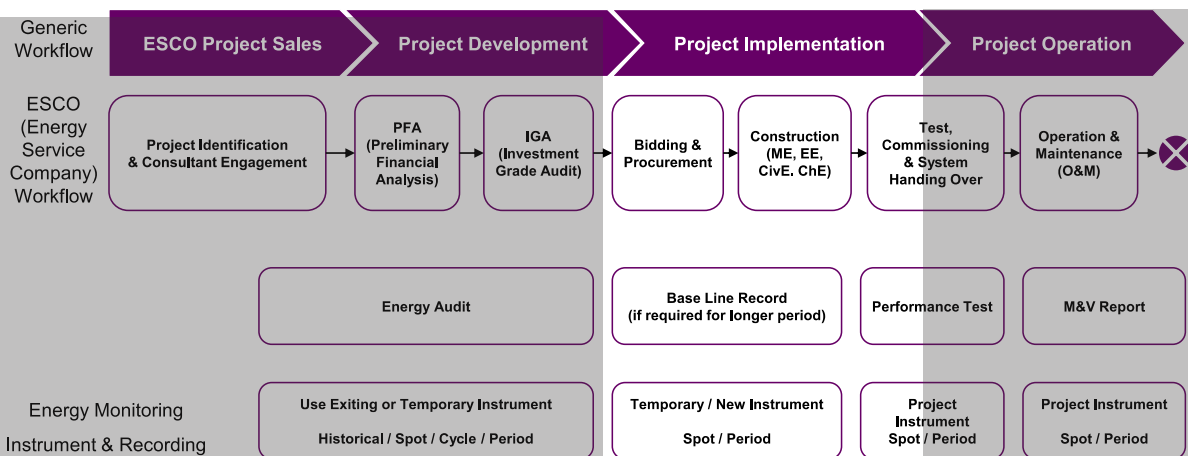 Generic
Workflow
ESCO Project Sales
Project Development
Project Implementation
Project Operation
ESCO
(Energy
Service
Company)
Workflow
Project Identification
& Consultant Engagement
PFA
(Preliminary
Financial
Analysis)
IGA
(Investment
Grade Audit)
Bidding &
Procurement
Construction
(ME, EE,
CivE. ChE)
Test,
Commissioning
& System
Handing Over
Operation &
Maintenance
(O&M)
Energy Audit
Base Line Record
(if required for longer period)
Performance Test
M&V Report
Energy Monitoring
Instrument & Recording
Use Exiting or Temporary Instrument
Historical / Spot / Cycle / Period
Temporary / New Instrument
Spot / Period
Project
Instrument
Spot / Period
Project Instrument
Spot / Period